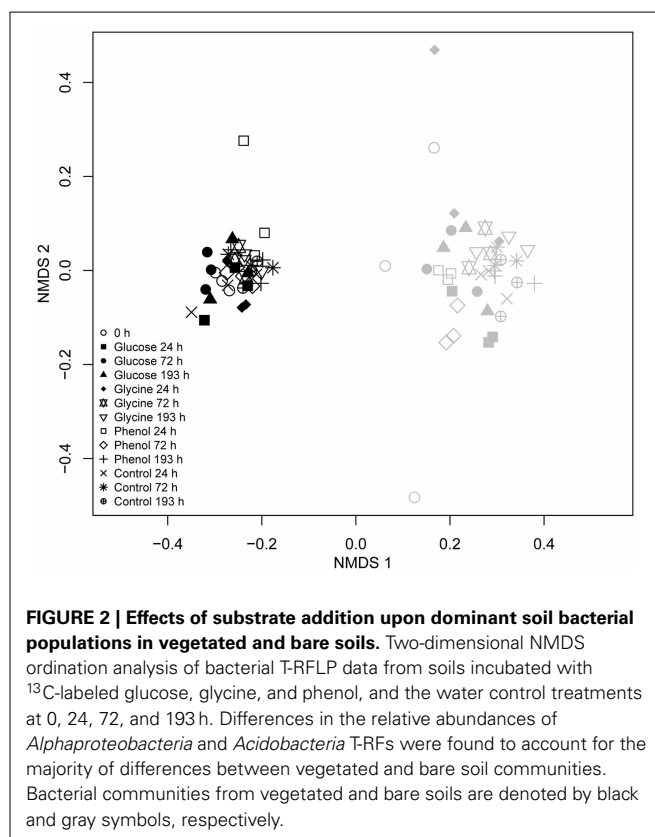 0.4
0.2
0.0
−0.2
−0.4
NMDS 2
0 h
Glucose 24 h
Glucose 72 h
Glucose 193 h
Glycine 24 h
Glycine 72 h
Glycine 193 h
Phenol 24 h
Phenol 72 h
Phenol 193 h
Control 24 h
Control 72 h
Control 193 h
−0.4 −0.2 0.0 0.2 0.4
NMDS 1
FIGURE 2 | Effects of substrate addition upon dominant soil bacterial
populations in vegetated and bare soils. Two-dimensional NMDS
ordination analysis of bacterial T-RFLP data from soils incubated with
¹³C-labeled glucose, glycine, and phenol, and the water control treatments
at 0, 24, 72, and 193 h. Differences in the relative abundances of
Alphaproteobacteria and Acidobacteria T-RFs were found to account for the
majority of differences between vegetated and bare soil communities.
Bacterial communities from vegetated and bare soils are denoted by black
and gray symbols, respectively.